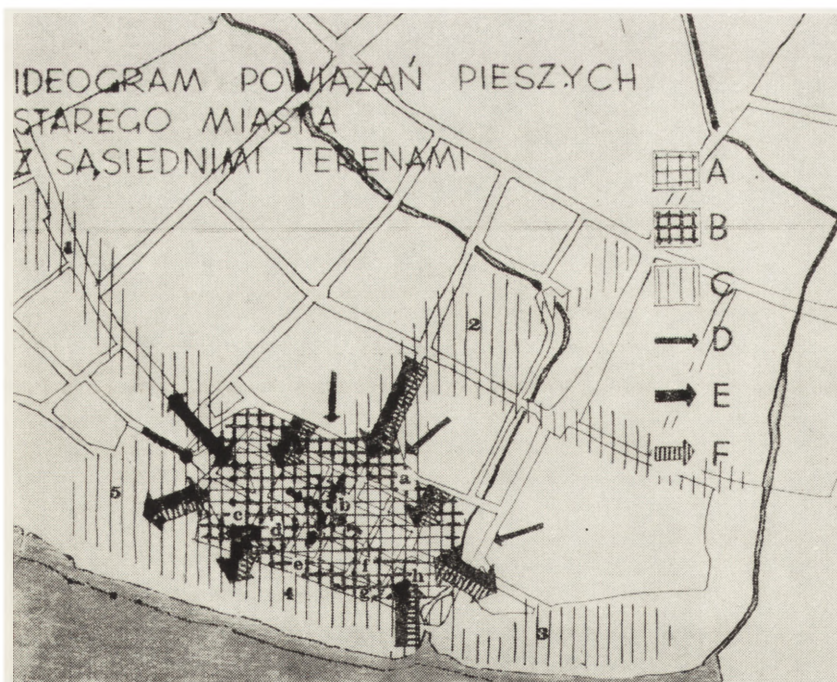 IDEOGRAM POWIĄZAŃ PIESZYCH
STAREGO MIASTA
Z SĄSIEDNIMI TERENAMI
A
B
C
D
E
F
1
2
3
4
5
a
b
c
d
e
f
g
h